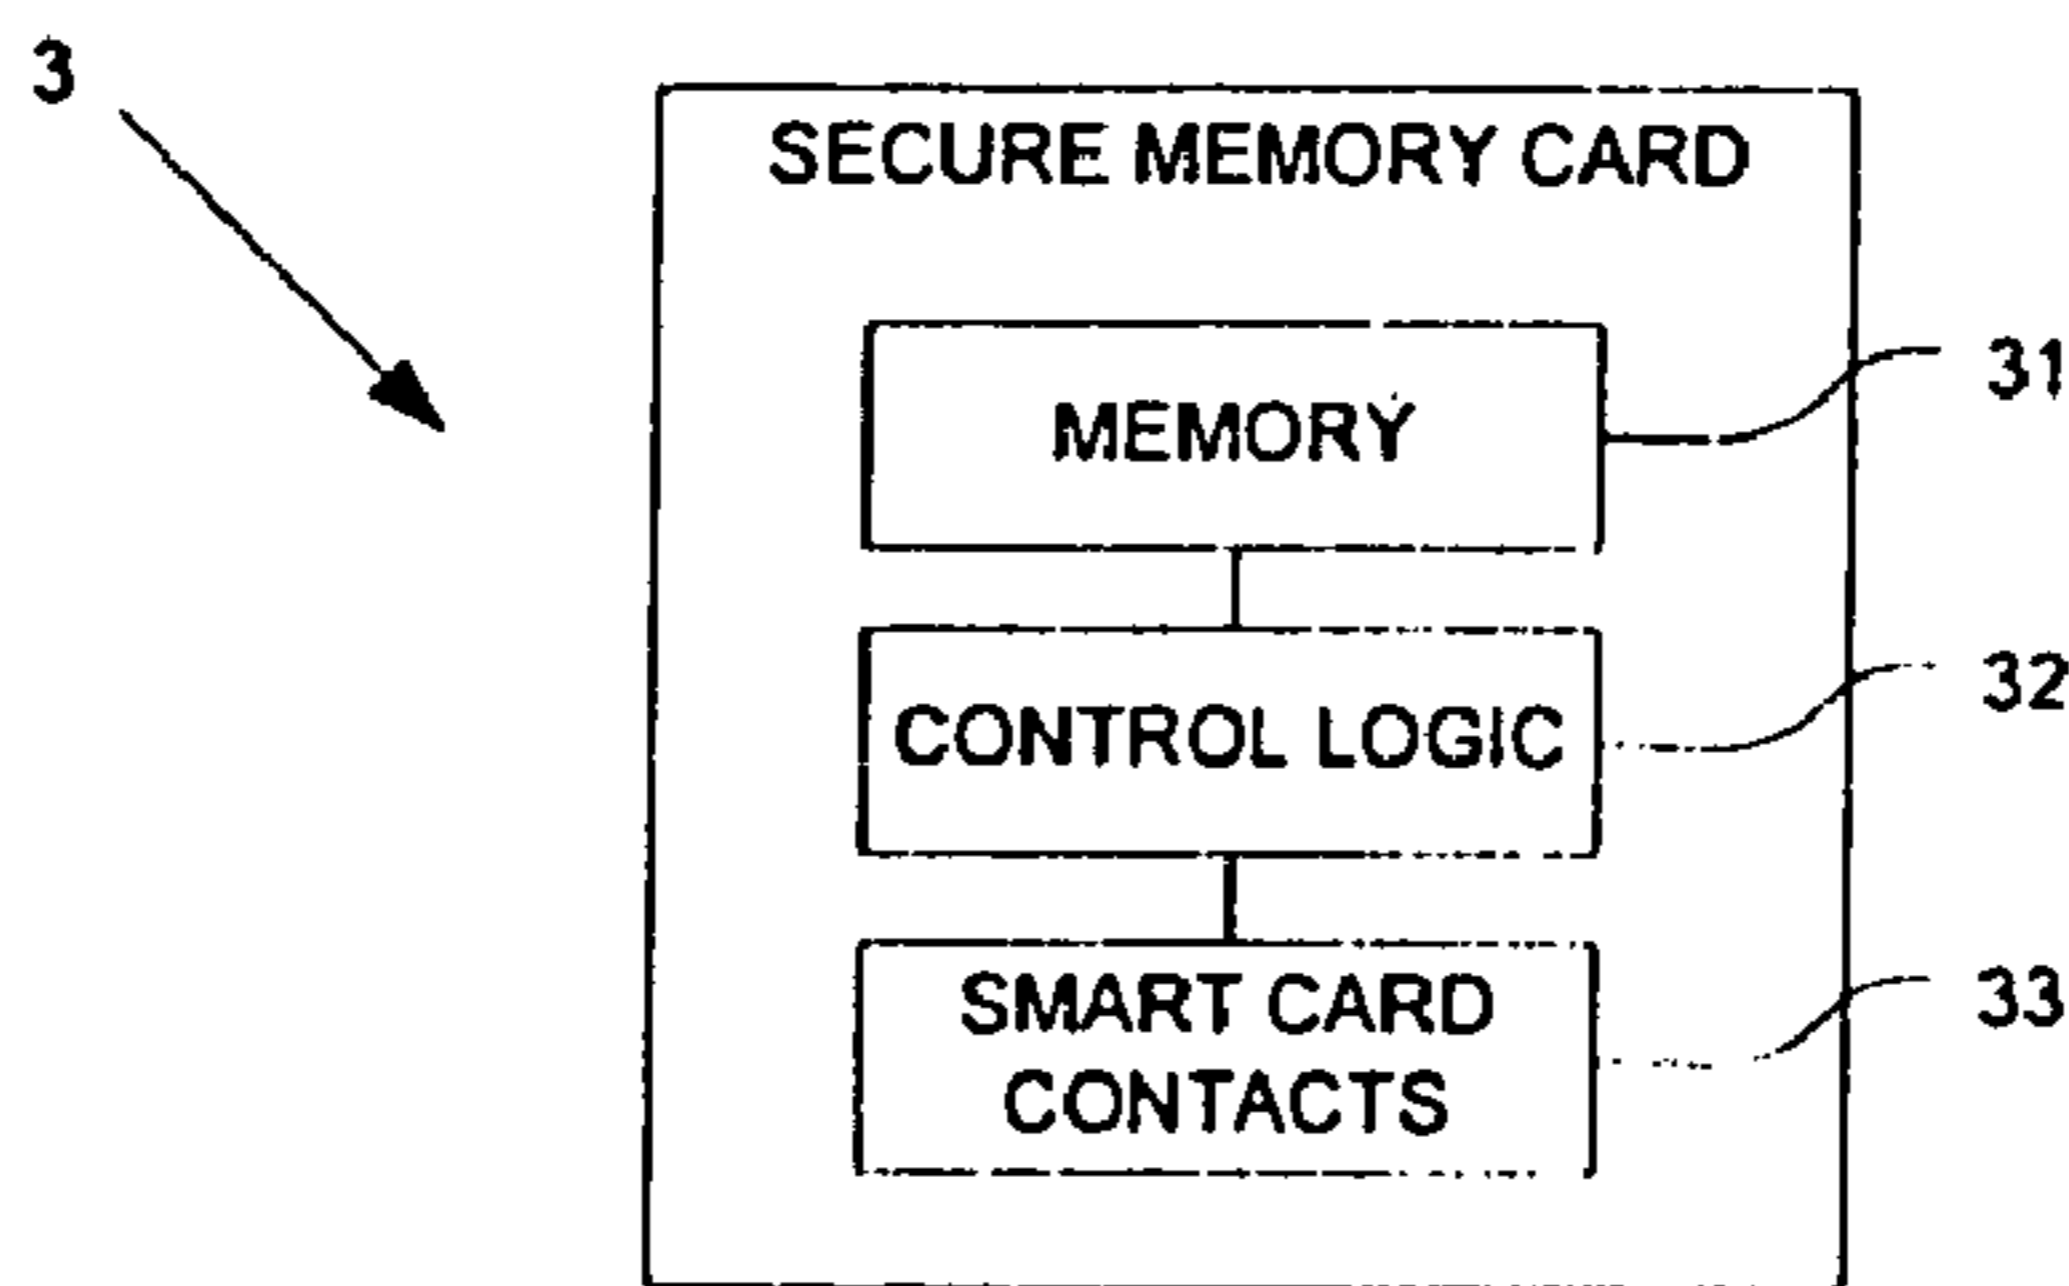 3
SECURE MEMORY CARD
MEMORY
31
CONTROL LOGIC
32
SMART CARD
CONTACTS
33